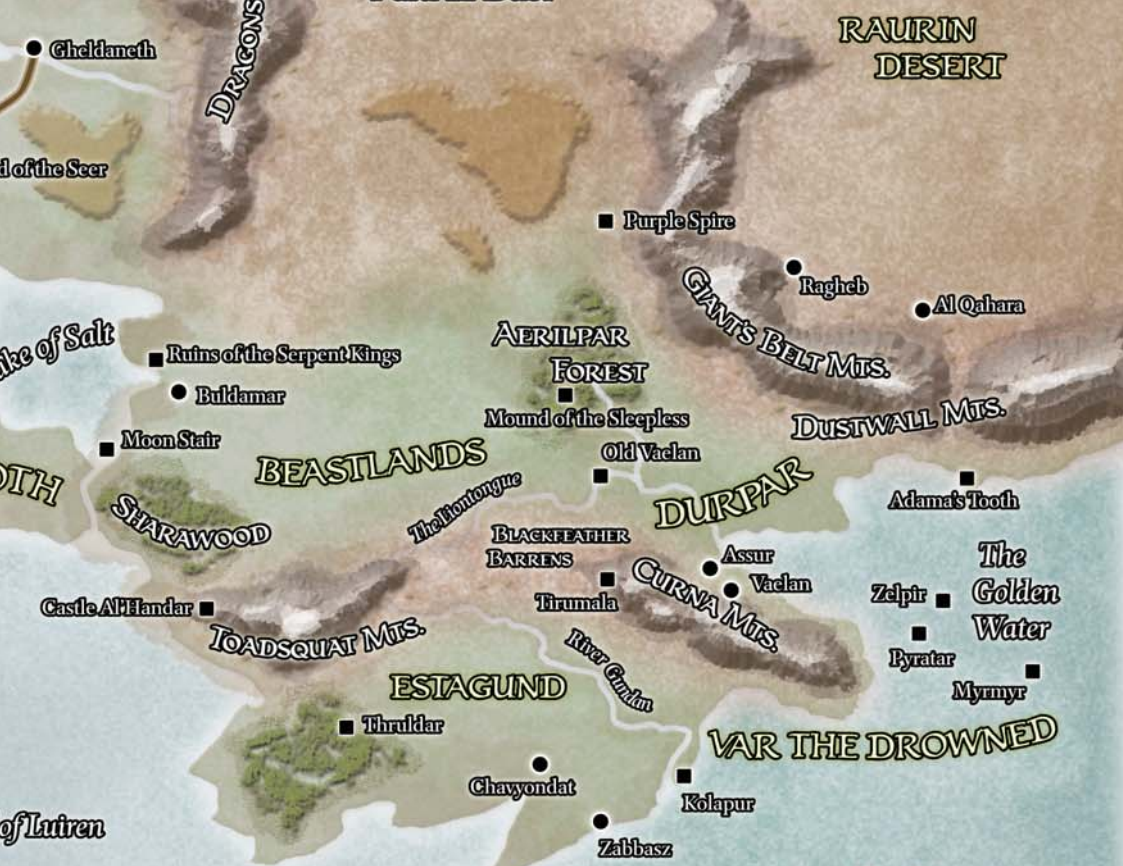 Gheldaneth
DRAGONS
RAURIN
DESERT
d of the Seer
Purple Spire
Ragheb
Al Qahara
GIANT'S BELT MTS.
AERILPAR
FOREST
ake of Salt
Ruins of the Serpent Kings
Buldamar
Mound of the Sleepless
DUSTWALL MTS.
Moon Stair
Old Vaelan
BEASTLANDS
OTH
The Liontongue
DURPAR
Adama's Tooth
SHARAWOOD
BLACKFEATHER
BARRENS
Assur
Vaelan
CURNA MTS.
The
Golden
Water
Zelpir
Castle Al'Handar
Tirumala
TOADSQUAT MTS.
Pyratar
River Gundan
Myrmyr
ESTAGUND
Thruldar
VAR THE DROWNED
Chavyondat
Kolapur
of Luiren
Zabbasz